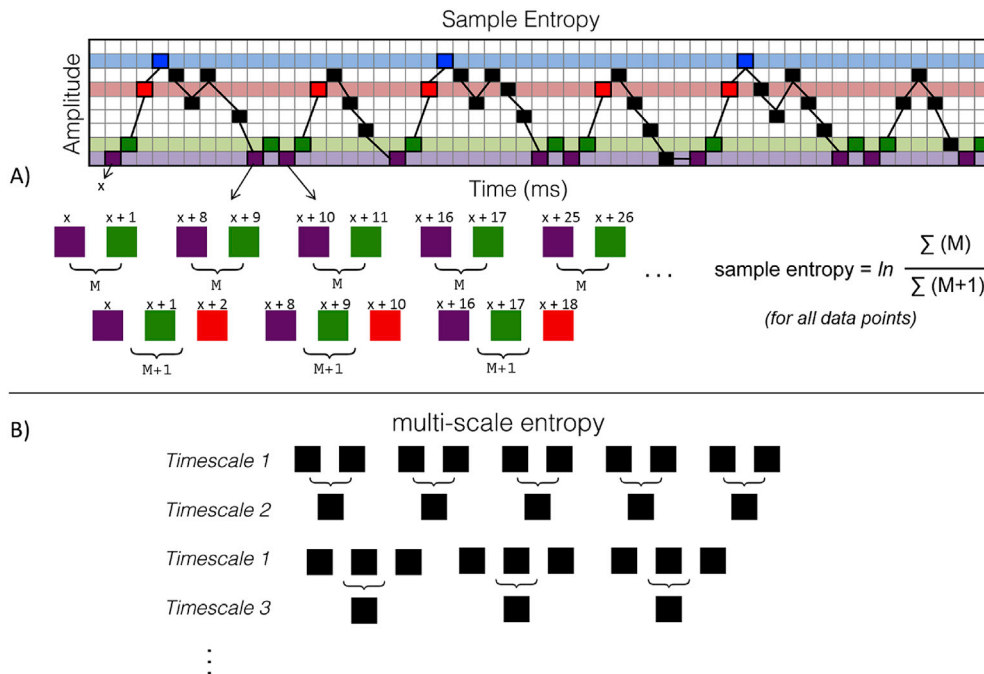 Sample Entropy
Amplitude
A)
x
Time (ms)
x x + 1 x + 8 x + 9 x + 10 x + 11 x + 16 x + 17 x + 25 x + 26
M M M M M
. . .
sample entropy = ln ∑ (M)
∑ (M+1)
(for all data points)
x x + 1 x + 2 x + 8 x + 9 x + 10 x + 16 x + 17 x + 18
M+1 M+1 M+1
B)
multi-scale entropy
Timescale 1
Timescale 2
Timescale 1
Timescale 3
⋮